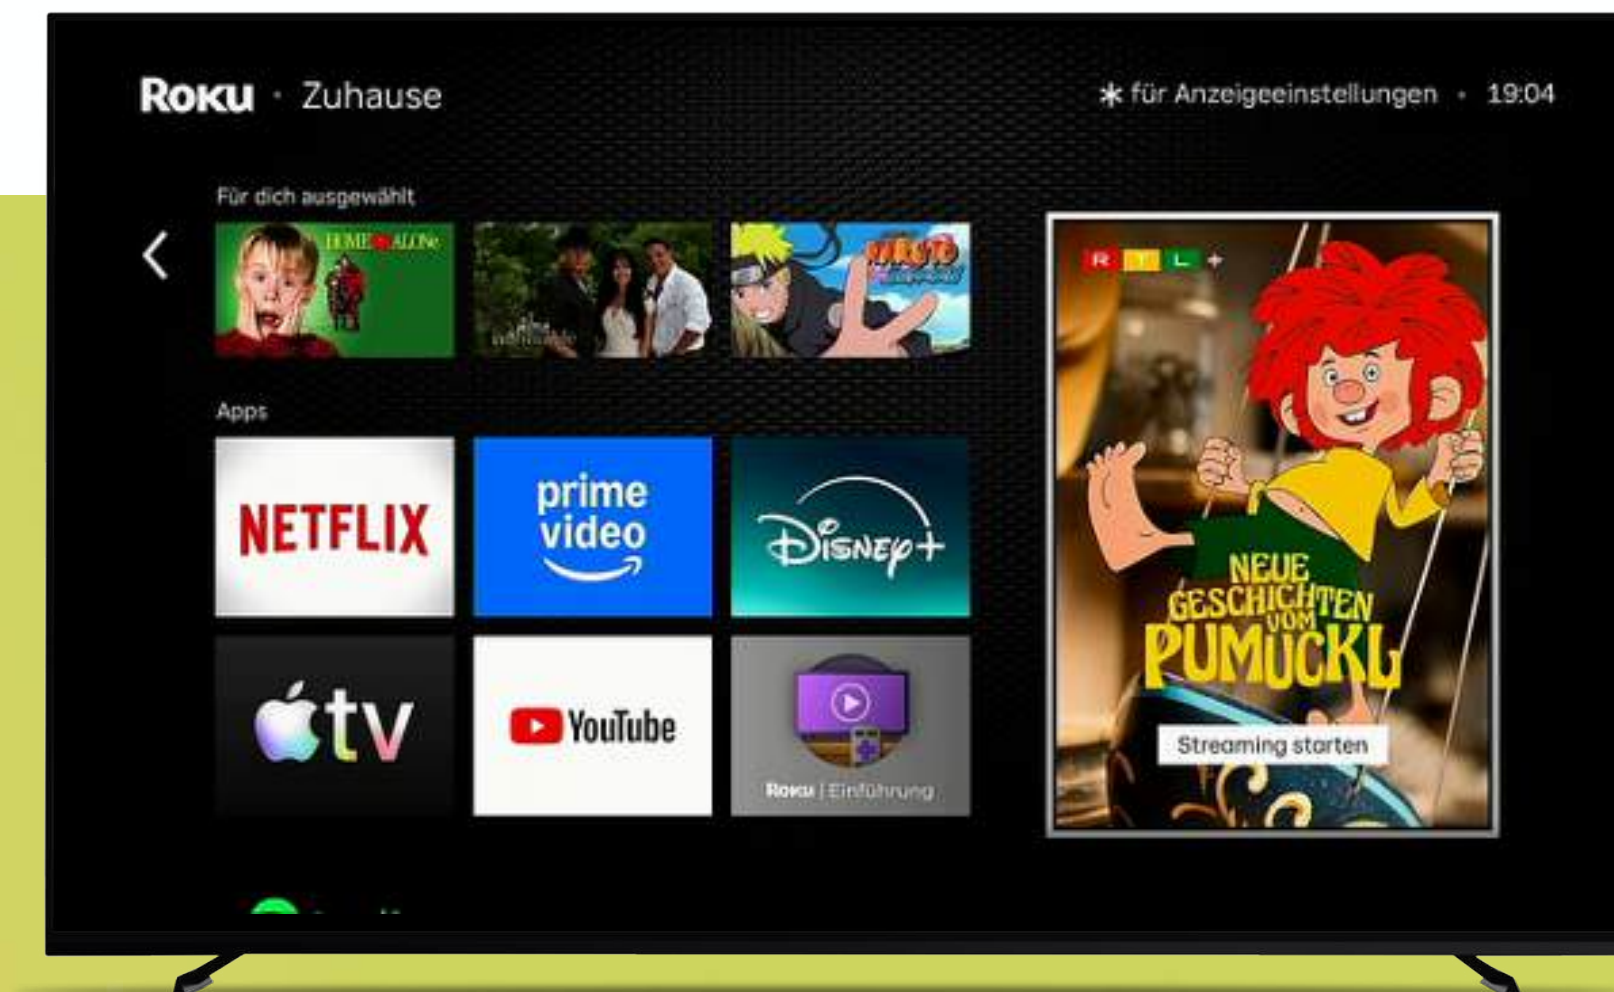 Roku · Zuhause
* für Anzeigeeinstellungen · 19:04
Für dich ausgewählt
HOME ALONe
NARUTO
Apps
NETFLIX
prime
video
Disney+
tv
YouTube
Roku | Einführung
RTL+
NEUE
GESCHICHTEN
VOM
PUMUCKL
Streaming starten